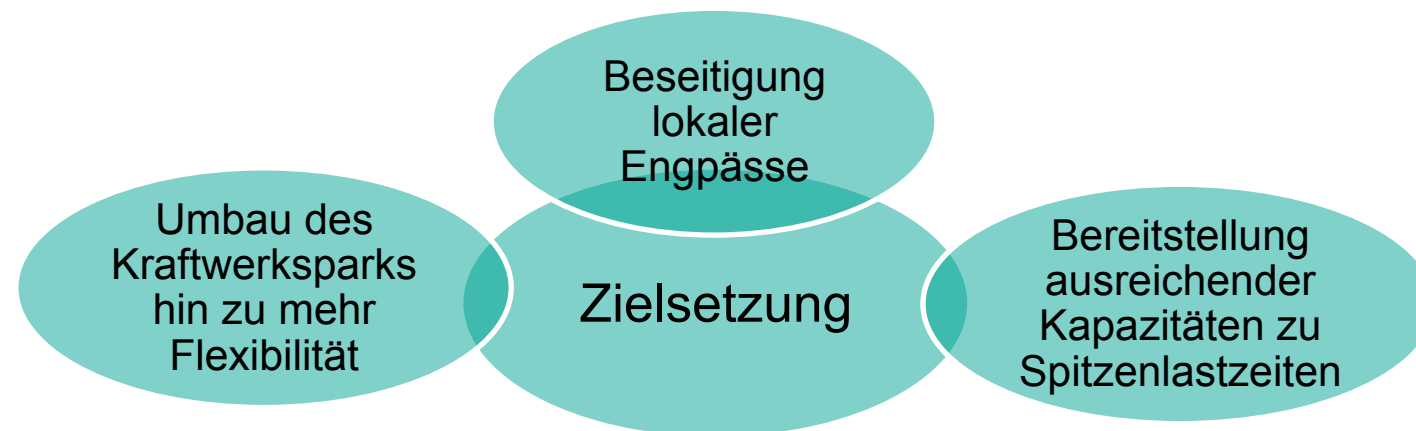 Beseitigung
lokaler
Engpässe
Umbau des
Kraftwerksparks
hin zu mehr
Flexibilität
Zielsetzung
Bereitstellung
ausreichender
Kapazitäten zu
Spitzenlastzeiten